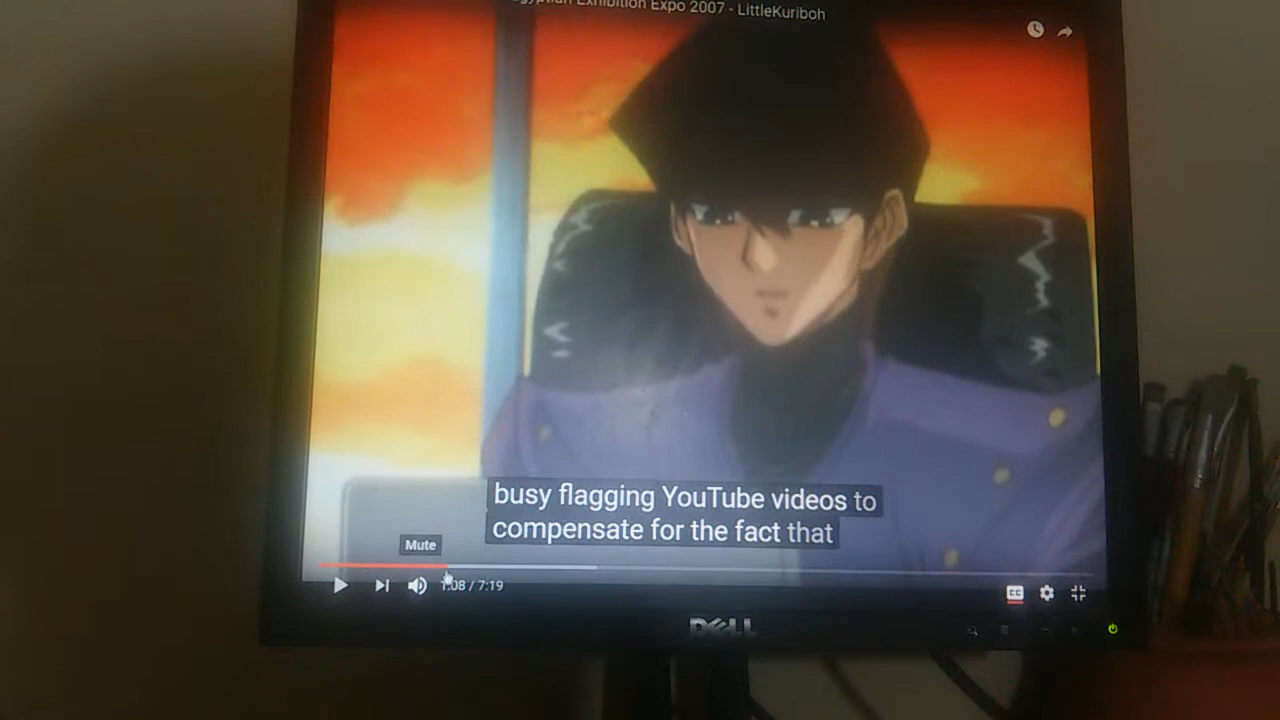 Exhibition Expo 2007 - LittleKuriboh
busy flagging YouTube videos to
compensate for the fact that
Mute
1:08 / 7:19
CC
DELL